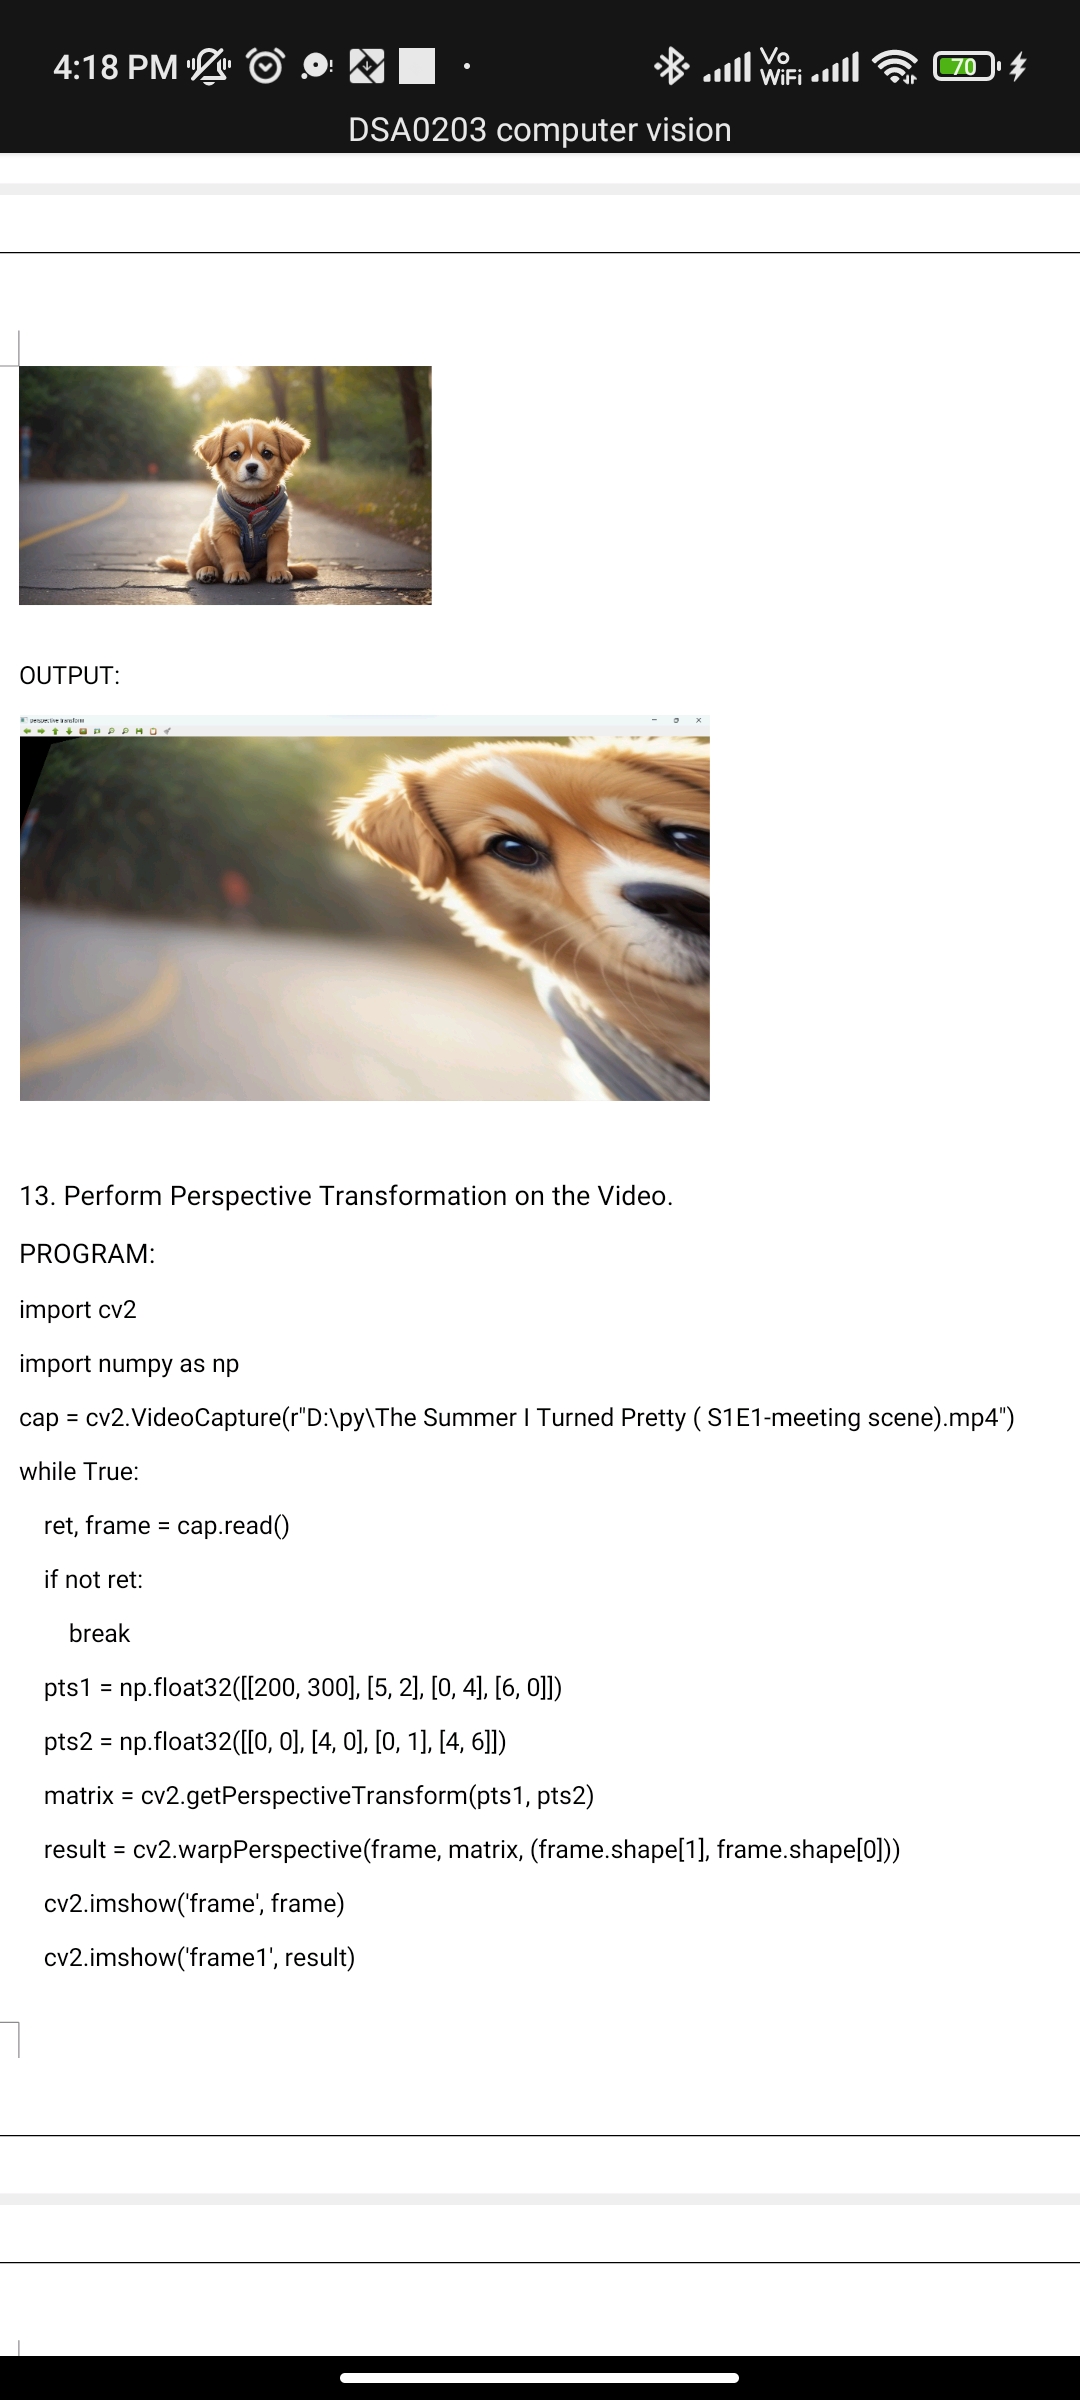 4:18 PM
Vo
WiFi
70
DSA0203 computer vision
OUTPUT:
perspective transform
13. Perform Perspective Transformation on the Video.
PROGRAM:
import cv2
import numpy as np
cap = cv2.VideoCapture(r"D:\py\The Summer I Turned Pretty ( S1E1-meeting scene).mp4")
while True:
ret, frame = cap.read()
if not ret:
break
pts1 = np.float32([[200, 300], [5, 2], [0, 4], [6, 0]])
pts2 = np.float32([[0, 0], [4, 0], [0, 1], [4, 6]])
matrix = cv2.getPerspectiveTransform(pts1, pts2)
result = cv2.warpPerspective(frame, matrix, (frame.shape[1], frame.shape[0]))
cv2.imshow('frame', frame)
cv2.imshow('frame1', result)